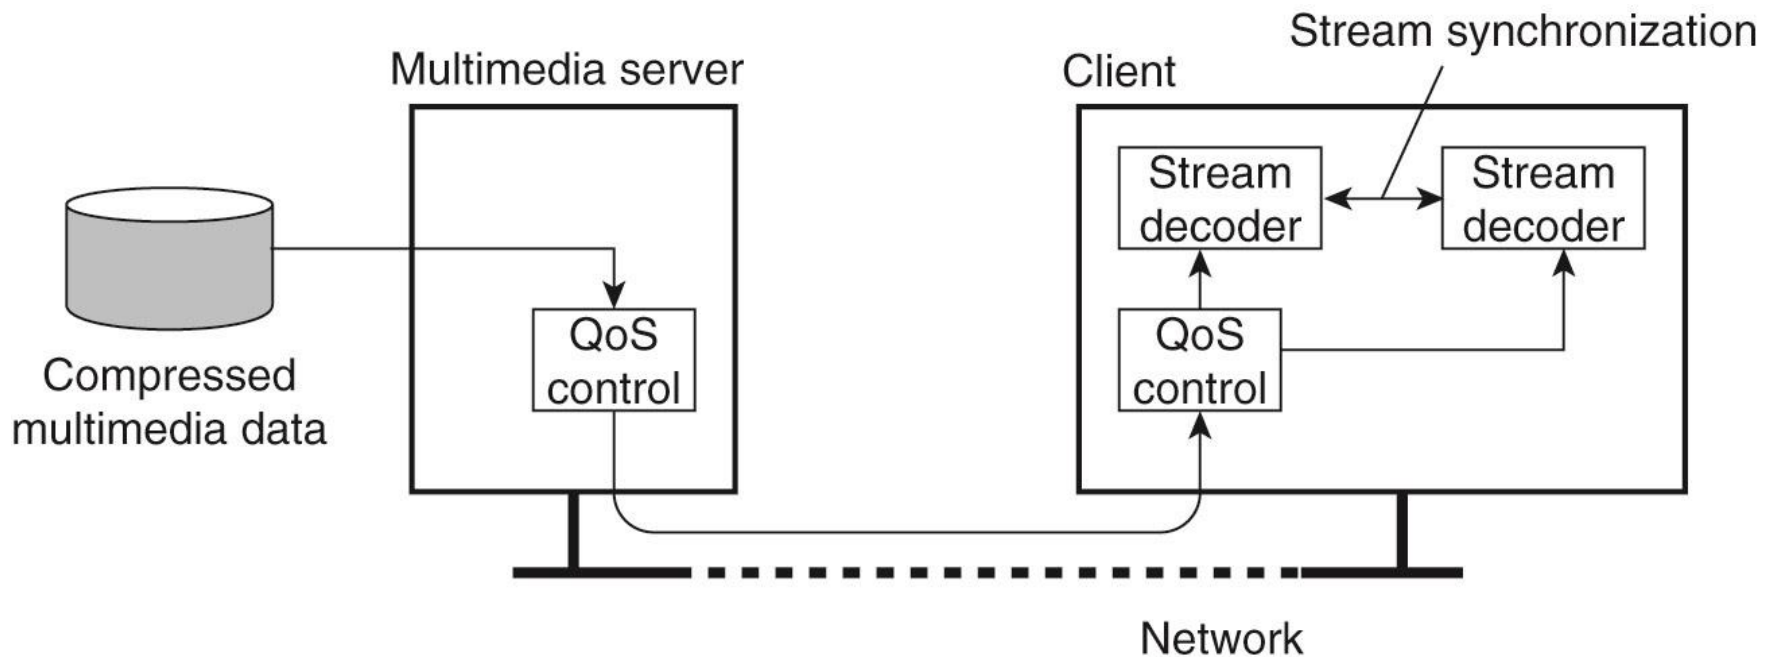 Stream synchronization
Multimedia server
Client
Stream
decoder
Stream
decoder
QoS
control
QoS
control
Compressed
multimedia data
Network